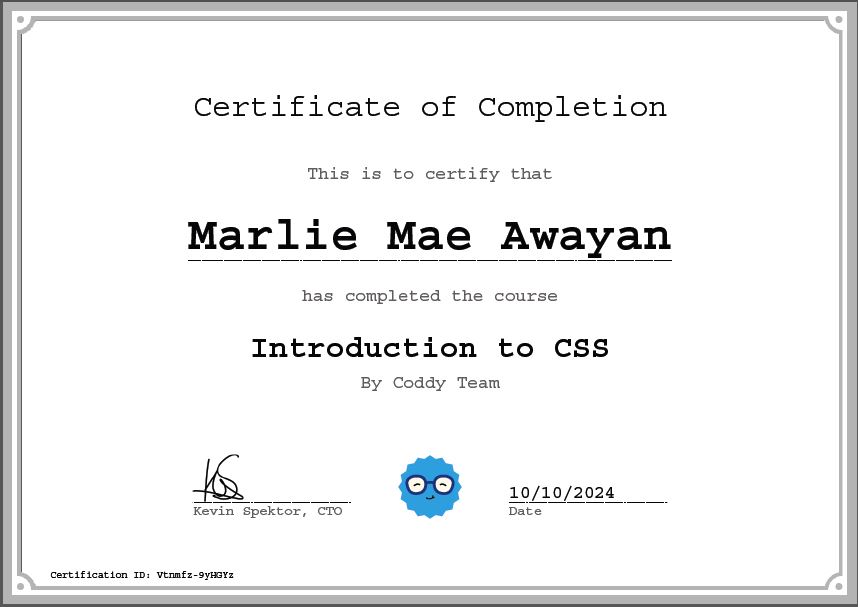 Certificate of Completion
This is to certify that
Marlie Mae Awayan
has completed the course
Introduction to CSS
By Coddy Team
10/10/2024
Kevin Spektor, CTO
Date
Certification ID: Vtnmfz-9yHGYz